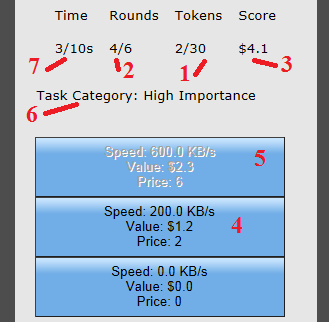 Time Rounds Tokens Score
3/10s 4/6 2/30 $4.1
7 2 1 3
Task Category: High Importance
6
Speed: 600.0 KB/s
Value: $2.3
Price: 6
5
Speed: 200.0 KB/s
Value: $1.2
Price: 2
4
Speed: 0.0 KB/s
Value: $0.0
Price: 0